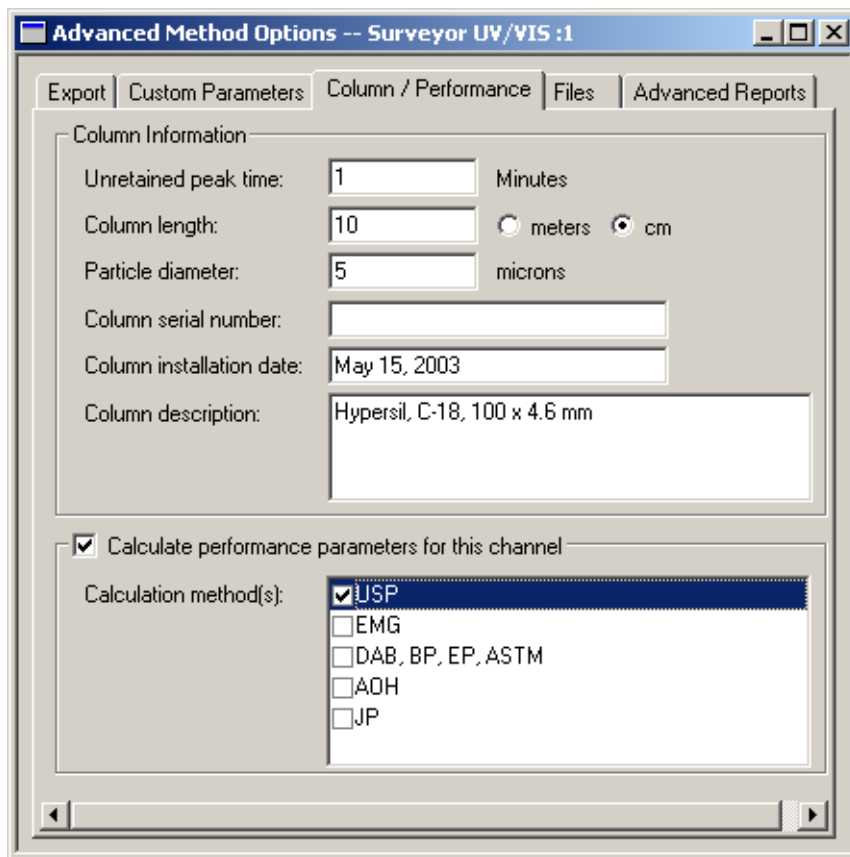 Advanced Method Options -- Surveyor UV/VIS :1
Export Custom Parameters Column / Performance Files Advanced Reports
Column Information
Unretained peak time: 1 Minutes
Column length: 10 meters cm
Particle diameter: 5 microns
Column serial number:
Column installation date: May 15, 2003
Column description: Hypersil, C-18, 100 x 4.6 mm
Calculate performance parameters for this channel
Calculation method(s): USP
EMG
DAB, BP, EP, ASTM
AOH
JP